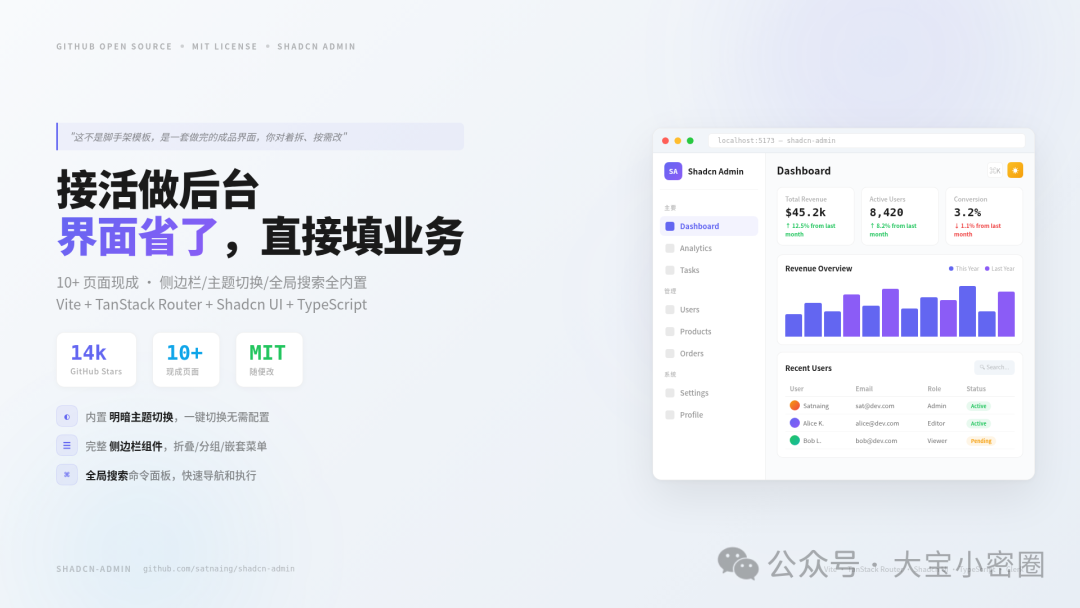 GITHUB OPEN SOURCE • MIT LICENSE • SHADCN ADMIN
"这不是脚手架模板，是一套做完的成品界面，你对着拆、按需改"
接活做后台
界面省了，直接填业务
10+ 页面现成 · 侧边栏/主题切换/全局搜索全内置
Vite + TanStack Router + Shadcn UI + TypeScript
14k
GitHub Stars
10+
现成页面
MIT
随便改
内置 明暗主题切换，一键切换无需配置
完整 侧边栏组件，折叠/分组/嵌套菜单
⌘ 全局搜索命令面板，快速导航和执行
SHADCN-ADMIN github.com/satnaing/shadcn-admin
localhost:5173 — shadcn-admin
SA Shadcn Admin
主要
Dashboard
Analytics
Tasks
管理
Users
Products
Orders
系统
Settings
Profile
Dashboard
⌘K
Total Revenue
$45.2k
↑ 12.5% from last month
Active Users
8,420
↑ 8.2% from last month
Conversion
3.2%
↓ 1.1% from last month
Revenue Overview
This Year Last Year
Recent Users
Search...
User Email Role Status
Satnaing sat@dev.com Admin Active
Alice K. alice@dev.com Editor Active
Bob L. bob@dev.com Viewer Pending
公众号 · 大宝小密圈